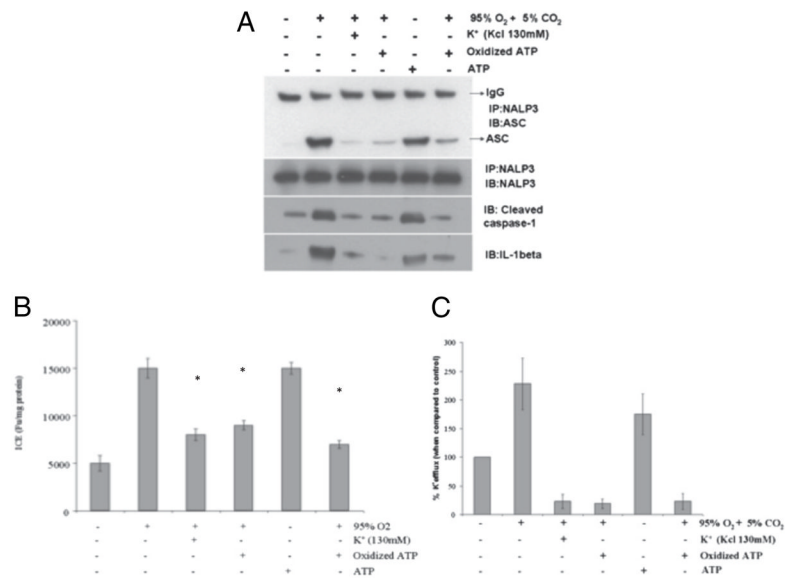 A
- + + + - + 95% O2 + 5% CO2
- - + - - - K+ (Kcl 130mM)
- - - + - + Oxidized ATP
- - - - + - ATP
IgG
IP:NALP3
IB:ASC
ASC
IP:NALP3
IB:NALP3
IB: Cleaved
caspase-1
IB:IL-1beta
B
ICE (Fu/mg protein)
20000
15000
10000
5000
0
* * *
- + + + - + 95% O2
- - + - - - K+ (130mM)
- - - + - + Oxidized ATP
- - - - + - ATP
C
% K+efflux (when compared to control)
300
250
200
150
100
50
0
- + + + - + 95% O2 + 5% CO2
- - + - - - K+ (Kcl 130mM)
- - - + - + Oxidized ATP
- - - - + - ATP